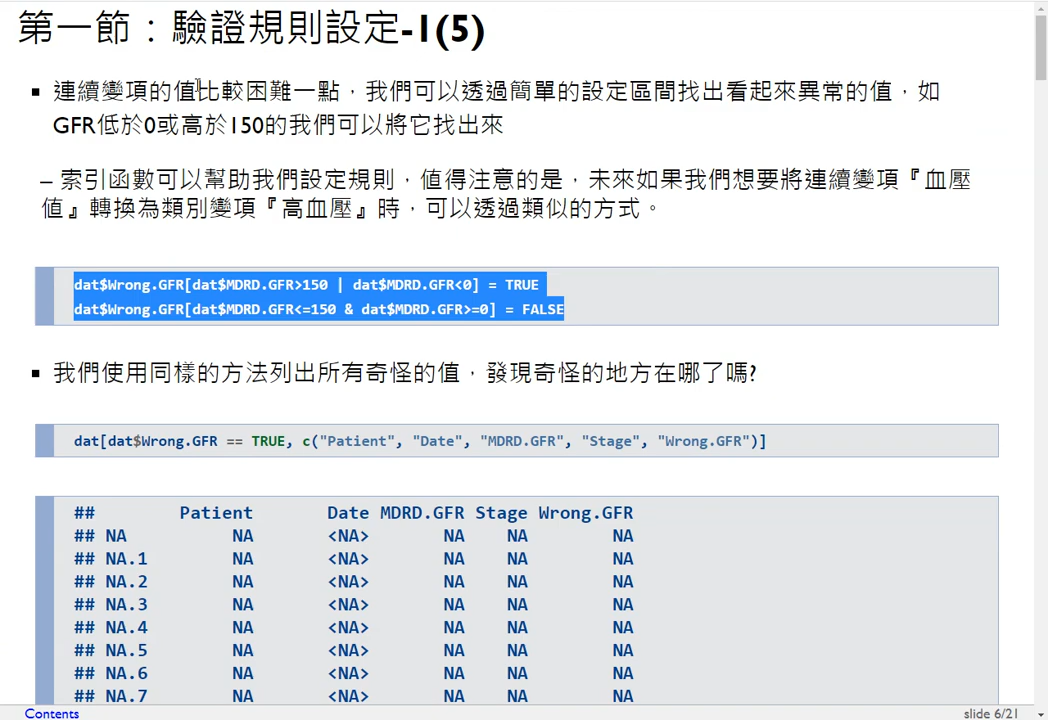 第一節：驗證規則設定-1(5)
▪ 連續變項的值比較困難一點，我們可以透過簡單的設定區間找出看起來異常的值，如
GFR低於0或高於150的我們可以將它找出來
– 索引函數可以幫助我們設定規則，值得注意的是，未來如果我們想要將連續變項『血壓
值』轉換為類別變項『高血壓』時，可以透過類似的方式。
dat$Wrong.GFR[dat$MDRD.GFR>150 | dat$MDRD.GFR<0] = TRUE
dat$Wrong.GFR[dat$MDRD.GFR<=150 & dat$MDRD.GFR>=0] = FALSE
▪ 我們使用同樣的方法列出所有奇怪的值，發現奇怪的地方在哪了嗎?
dat[dat$Wrong.GFR == TRUE, c("Patient", "Date", "MDRD.GFR", "Stage", "Wrong.GFR")]
## Patient Date MDRD.GFR Stage Wrong.GFR
## NA NA <NA> NA NA NA
## NA.1 NA <NA> NA NA NA
## NA.2 NA <NA> NA NA NA
## NA.3 NA <NA> NA NA NA
## NA.4 NA <NA> NA NA NA
## NA.5 NA <NA> NA NA NA
## NA.6 NA <NA> NA NA NA
## NA.7 NA <NA> NA NA NA
Contents slide 6/21